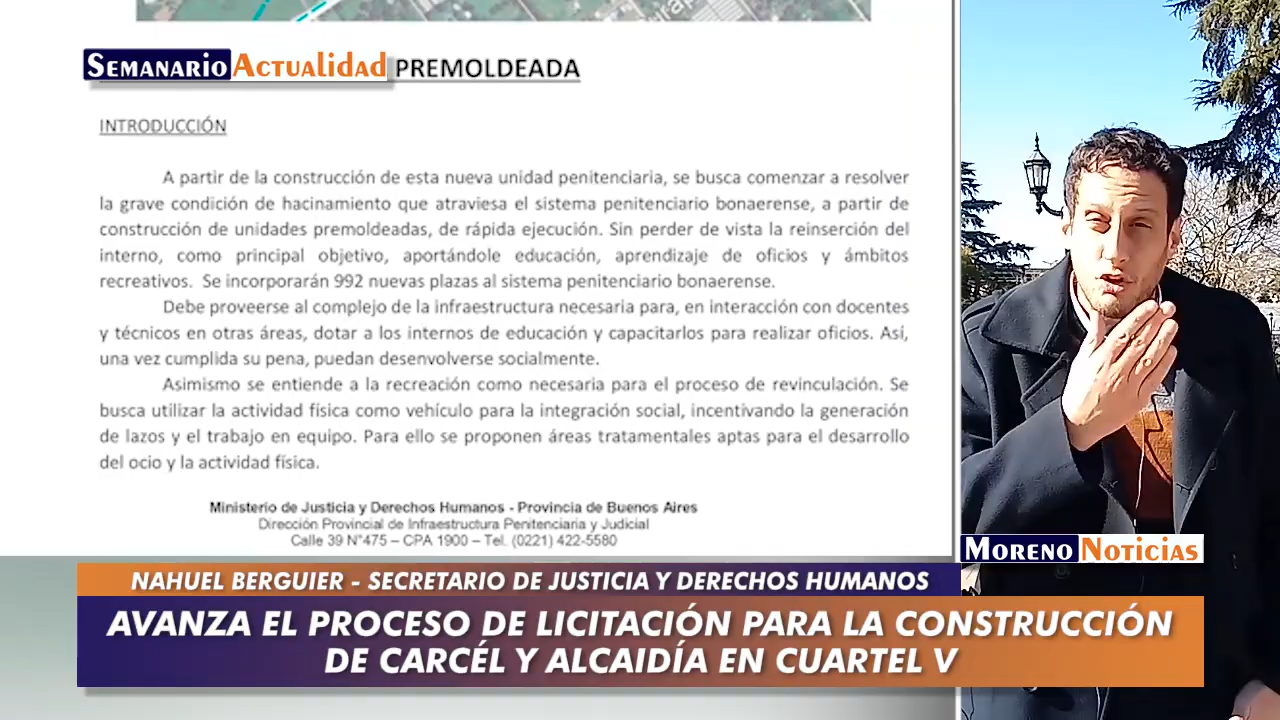 SEMANARIO ACTUALIDAD PREMOLDEADA
INTRODUCCIÓN
A partir de la construcción de esta nueva unidad penitenciaria, se busca comenzar a resolver
la grave condición de hacinamiento que atraviesa el sistema penitenciario bonaerense, a partir de
construcción de unidades premoldeadas, de rápida ejecución. Sin perder de vista la reinserción del
interno, como principal objetivo, aportándole educación, aprendizaje de oficios y ámbitos
recreativos. Se incorporarán 992 nuevas plazas al sistema penitenciario bonaerense.
Debe proveerse al complejo de la infraestructura necesaria para, en interacción con docentes
y técnicos en otras áreas, dotar a los internos de educación y capacitarlos para realizar oficios. Así,
una vez cumplida su pena, puedan desenvolverse socialmente.
Asimismo se entiende a la recreación como necesaria para el proceso de revinculación. Se
busca utilizar la actividad física como vehículo para la integración social, incentivando la generación
de lazos y el trabajo en equipo. Para ello se proponen áreas tratamentales aptas para el desarrollo
del ocio y la actividad física.
Ministerio de Justicia y Derechos Humanos - Provincia de Buenos Aires
Dirección Provincial de Infraestructura Penitenciaria y Judicial
Calle 39 N°475 – CPA 1900 – Tel. (0221) 422-5580
MORENO NOTICIAS
NAHUEL BERGUIER - SECRETARIO DE JUSTICIA Y DERECHOS HUMANOS
AVANZA EL PROCESO DE LICITACIÓN PARA LA CONSTRUCCIÓN
DE CARCÉL Y ALCAIDÍA EN CUARTEL V